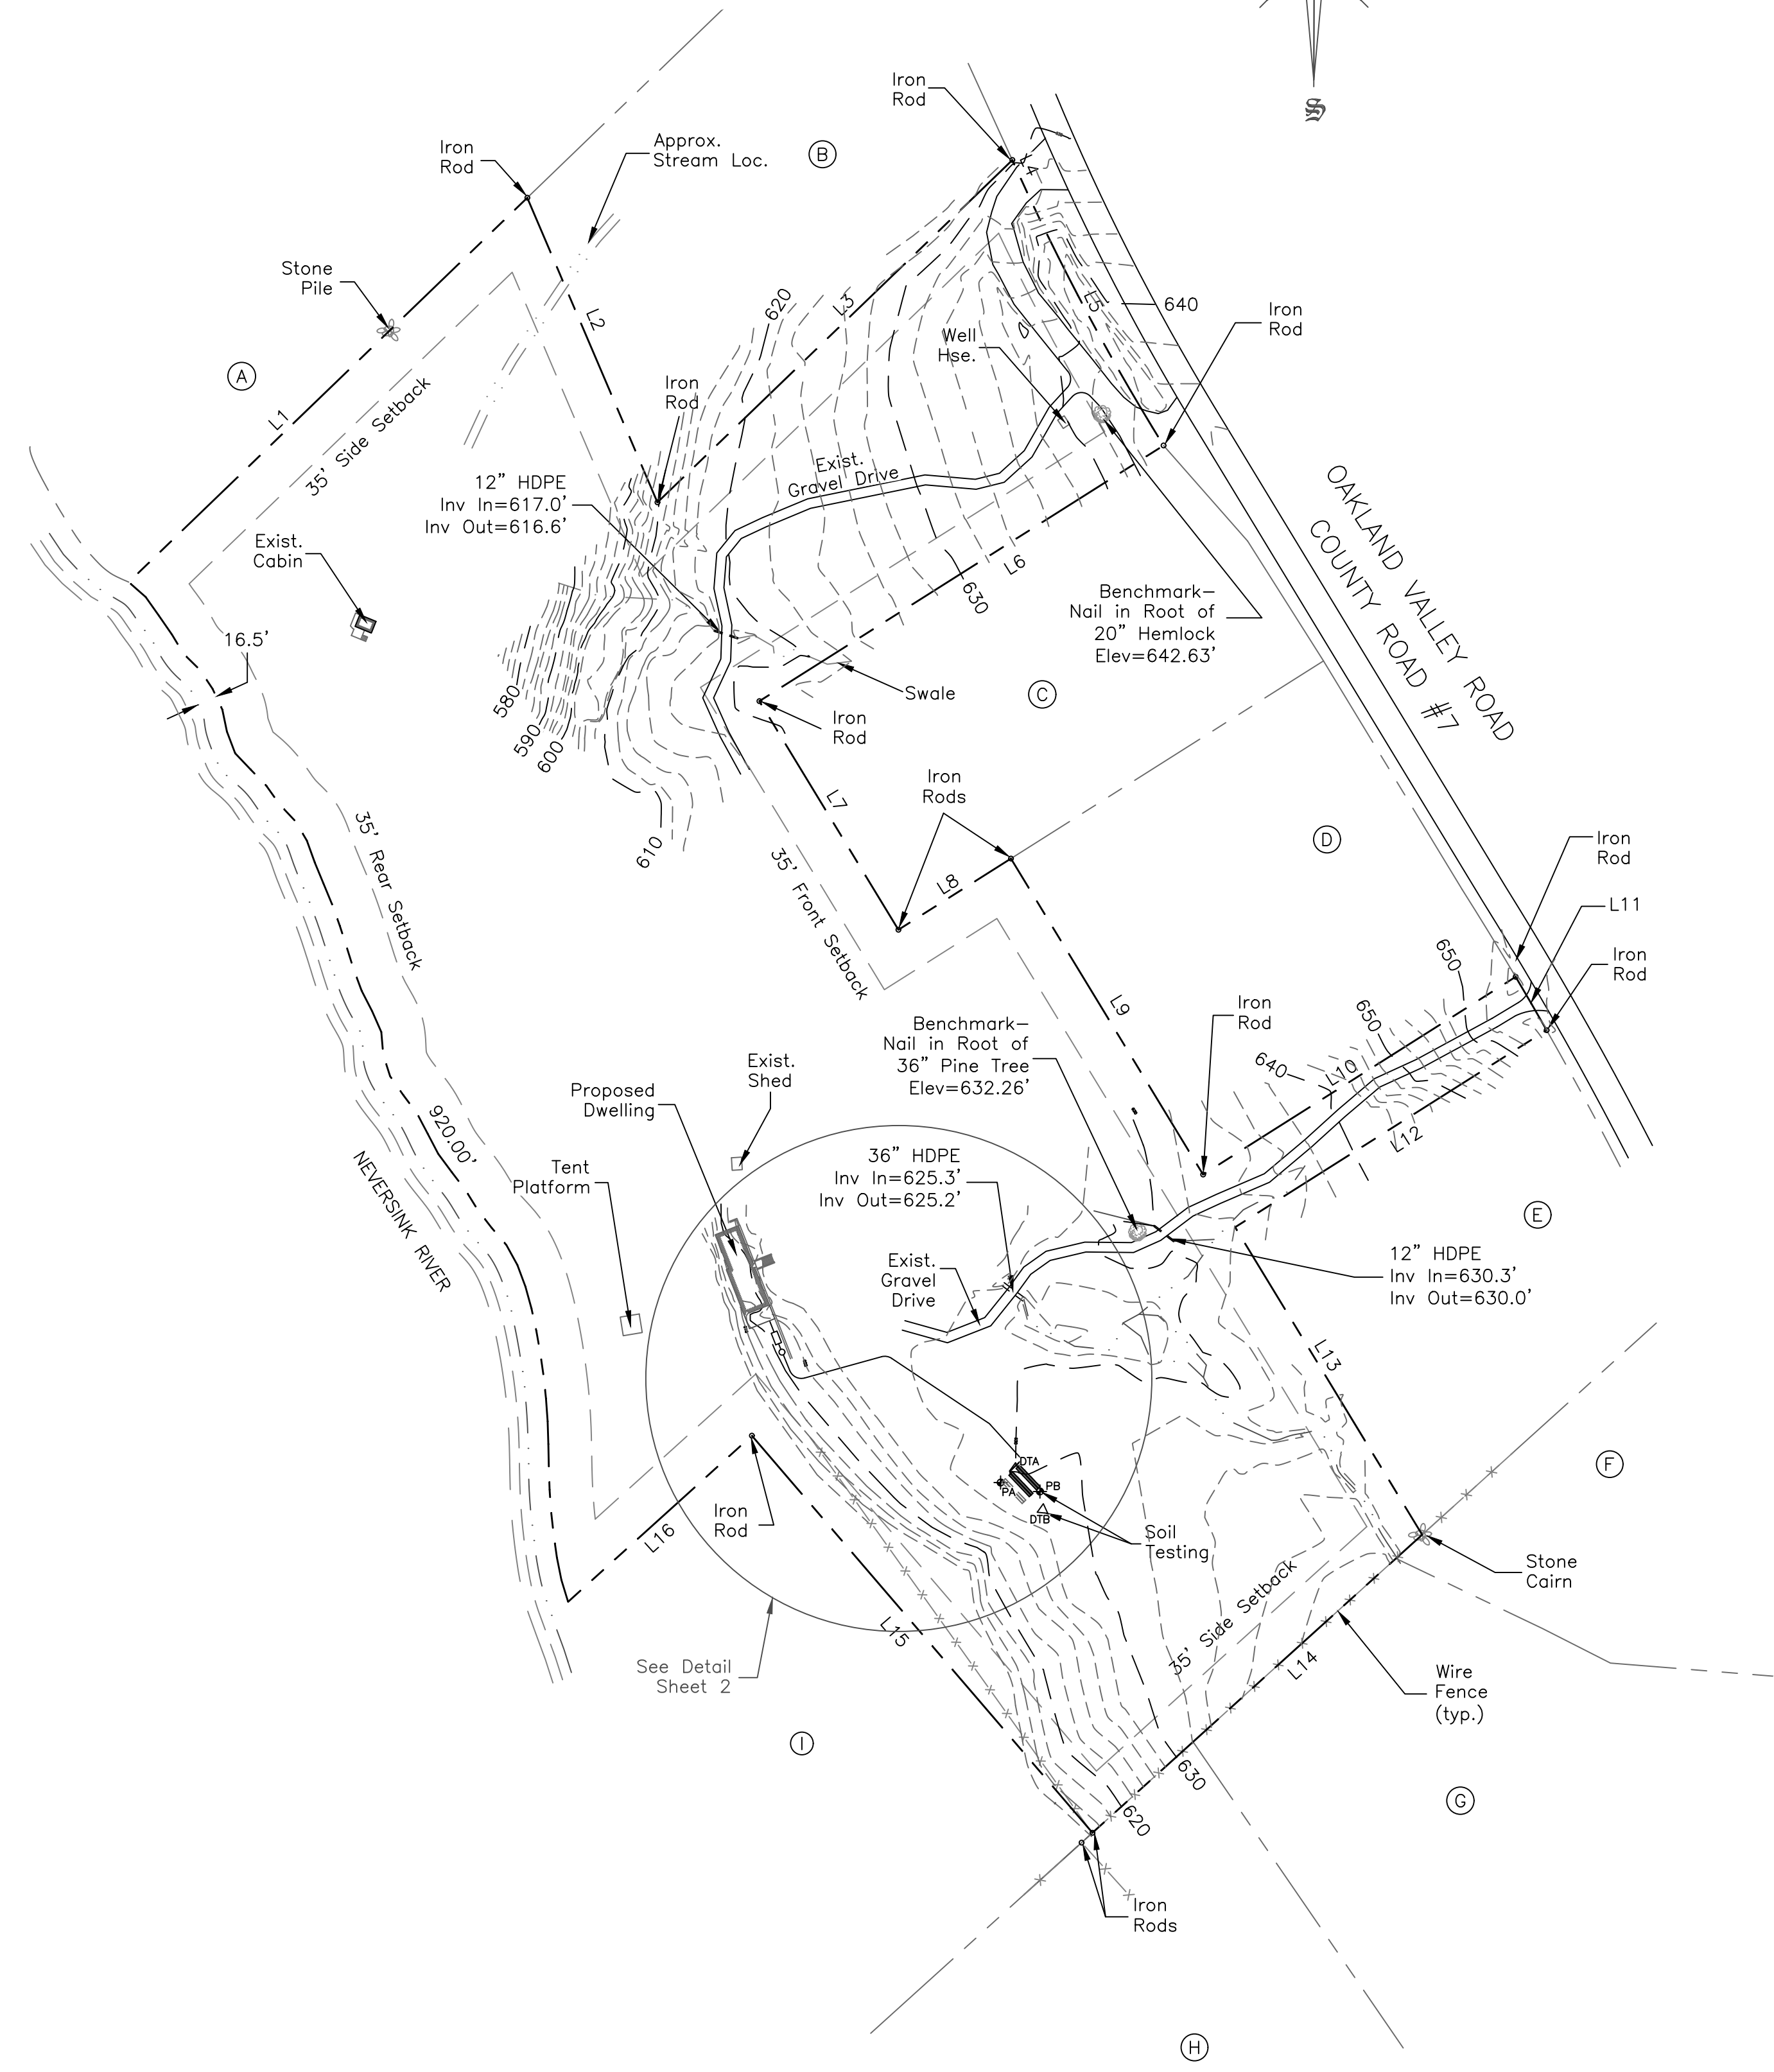 S
Iron
Rod
Iron
Rod
Approx.
Stream Loc.
B
L4
Stone
Pile
A
L1
35' Side Setback
L2
620
L3
L5
640
Iron
Rod
Well
Hse.
Iron
Rod
12" HDPE
Inv In=617.0'
Inv Out=616.6'
Exist.
Gravel Drive
Exist.
Cabin
L6
630
OAKLAND VALLEY ROAD
COUNTY ROAD #7
Benchmark-
Nail in Root of
20" Hemlock
Elev=642.63'
16.5'
580
590
600
610
Swale
C
Iron
Rod
L7
Iron
Rods
35' Rear Setback
35' Front Setback
L8
D
Iron
Rod
L11
Iron
Rod
650
650
640
L9
Iron
Rod
L10
L12
Benchmark-
Nail in Root of
36" Pine Tree
Elev=632.26'
Exist.
Shed
Proposed
Dwelling
920.00'
NEVERSINK RIVER
Tent
Platform
36" HDPE
Inv In=625.3'
Inv Out=625.2'
E
12" HDPE
Inv In=630.3'
Inv Out=630.0'
Exist.
Gravel
Drive
L13
F
DTA
PA
PB
DTB
Soil
Testing
Iron
Rod
L16
Stone
Cairn
L15
35' Side Setback
L14
See Detail
Sheet 2
Wire
Fence
(typ.)
I
630
620
G
Iron
Rods
H